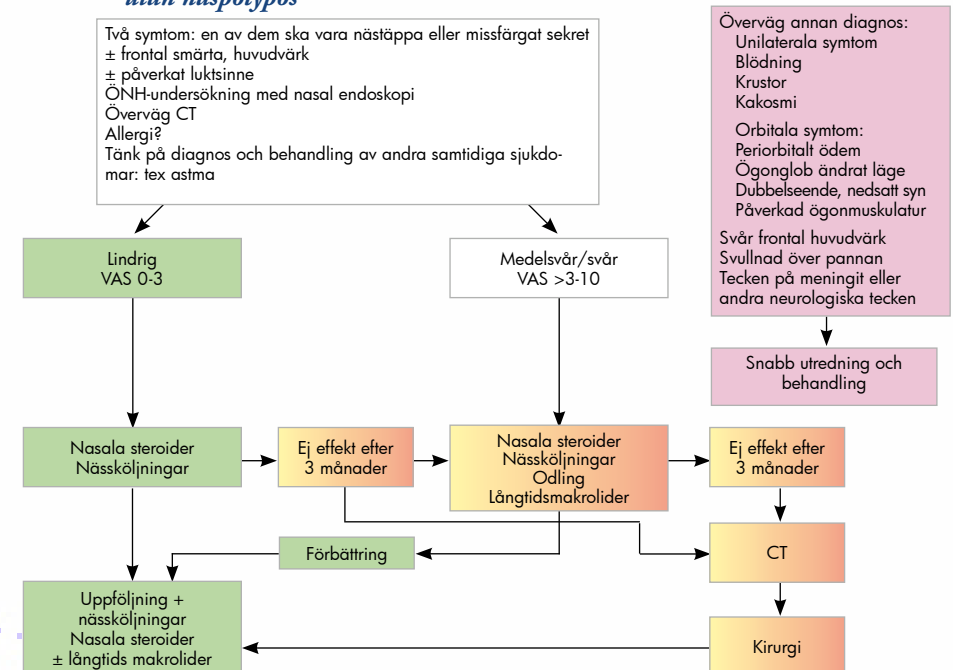 utan näspolypos
Två symtom: en av dem ska vara nästäppa eller missfärgat sekret
± frontal smärta, huvudvärk
± påverkat luktsinne
ÖNH-undersökning med nasal endoskopi
Överväg CT
Allergi?
Tänk på diagnos och behandling av andra samtidiga sjukdo-
mar: tex astma
Överväg annan diagnos:
Unilaterala symtom
Blödning
Krustor
Kakosmi
Orbitala symtom:
Periorbitalt ödem
Ögonglob ändrat läge
Dubbelseende, nedsatt syn
Påverkad ögonmuskulatur
Svår frontal huvudvärk
Svullnad över pannan
Tecken på meningit eller
andra neurologiska tecken
Lindrig
VAS 0-3
Medelsvår/svår
VAS >3-10
Snabb utredning och
behandling
Nasala steroider
Nässköljningar
Ej effekt efter
3 månader
Nasala steroider
Nässköljningar
Odling
Långtidsmakrolider
Ej effekt efter
3 månader
Förbättring
CT
Uppföljning +
nässköljningar
Nasala steroider
± långtids makrolider
Kirurgi